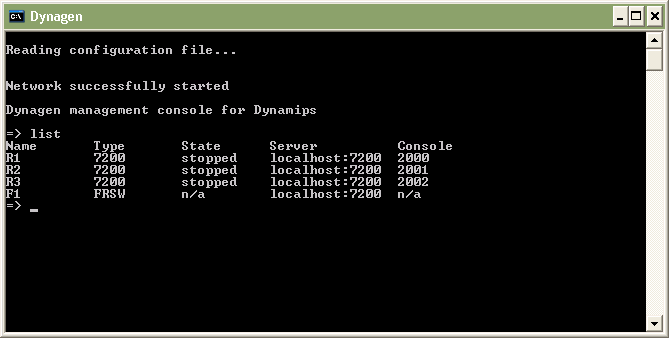 Dynagen
Reading configuration file...
Network successfully started
Dynagen management console for Dynamips
=> list
Name Type State Server Console
R1 7200 stopped localhost:7200 2000
R2 7200 stopped localhost:7200 2001
R3 7200 stopped localhost:7200 2002
F1 FRSW n/a localhost:7200 n/a
=> _